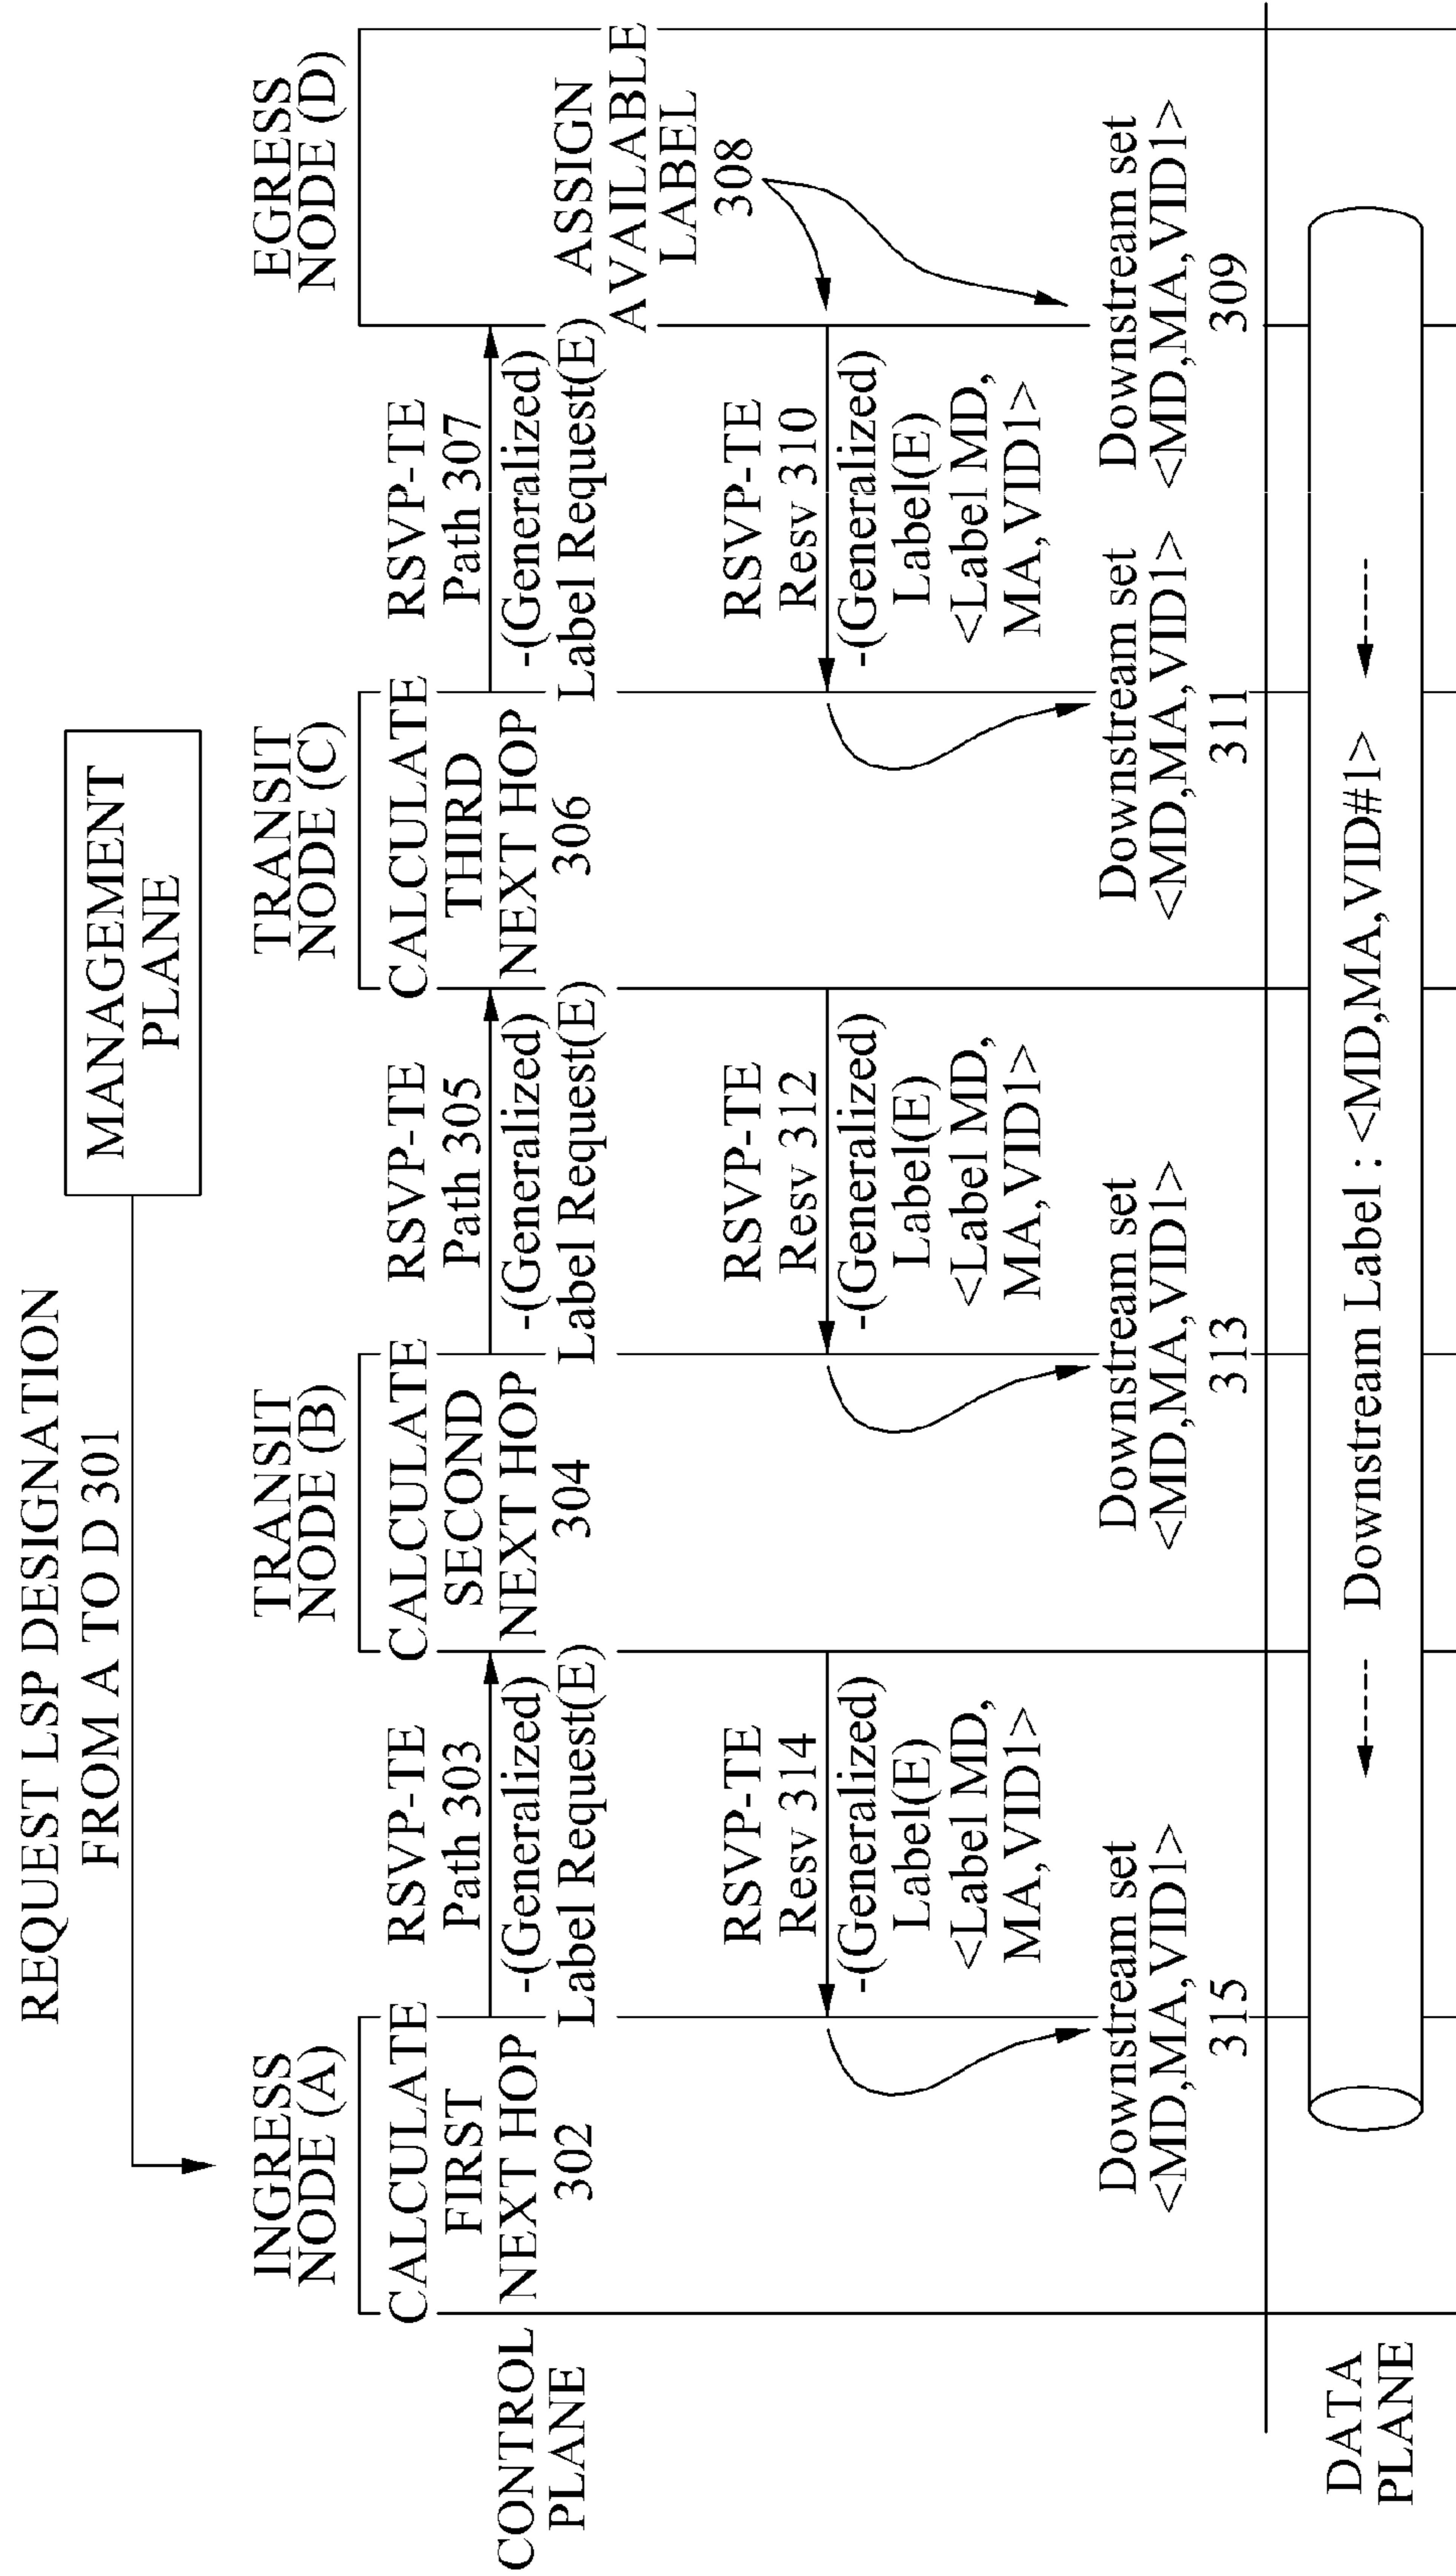 REQUEST LSP DESIGNATION
FROM A TO D 301
MANAGEMENT
PLANE
INGRESS
NODE (A)
TRANSIT
NODE (B)
TRANSIT
NODE (C)
EGRESS
NODE (D)
CONTROL
PLANE
CALCULATE
FIRST
NEXT HOP
302
RSVP-TE
Path 303
-(Generalized)
Label Request(E)
CALCULATE
SECOND
NEXT HOP
304
RSVP-TE
Path 305
-(Generalized)
Label Request(E)
CALCULATE
THIRD
NEXT HOP
306
RSVP-TE
Path 307
-(Generalized)
Label Request(E)
ASSIGN
AVAILABLE
LABEL
308
RSVP-TE
Resv 314
-(Generalized)
Label(E)
<Label MD,
MA,VID1>
RSVP-TE
Resv 312
-(Generalized)
Label(E)
<Label MD,
MA,VID1>
RSVP-TE
Resv 310
-(Generalized)
Label(E)
<Label MD,
MA,VID1>
Downstream set
<MD,MA,VID1>
315
Downstream set
<MD,MA,VID1>
313
Downstream set
<MD,MA,VID1>
311
Downstream set
<MD,MA,VID1>
309
DATA
PLANE
Downstream Label : <MD,MA,VID#1>